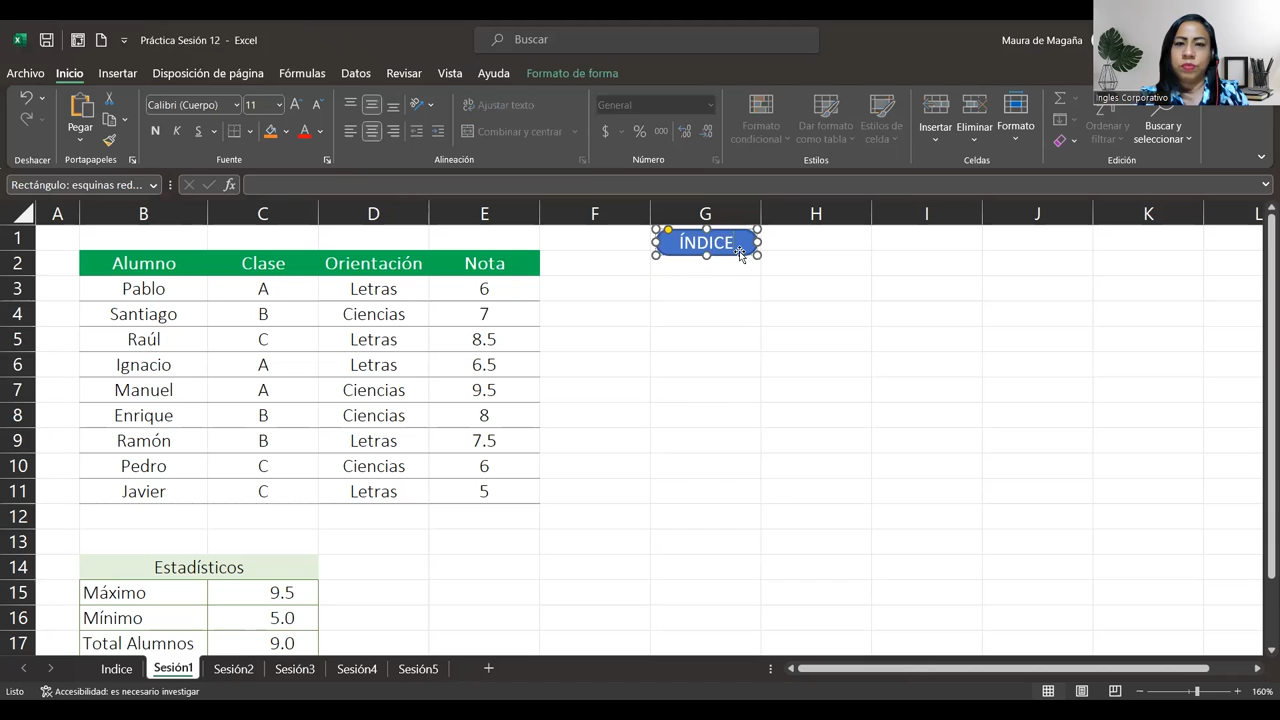 Práctica Sesión 12 - Excel
Buscar
Maura de Magaña
Ingles Corporativo
Archivo Inicio Insertar Disposición de página Fórmulas Datos Revisar Vista Ayuda Formato de forma
Calibri (Cuerpo) 11
Ajustar texto
General
Pegar
N K S
Combinar y centrar
$ % 000
Formato condicional
Dar formato como tabla
Estilos de celda
Insertar
Eliminar
Formato
Ordenar y filtrar
Buscar y seleccionar
Deshacer Portapapeles Fuente Alineación Número Estilos Celdas Edición
Rectángulo: esquinas red...
fx
A B C D E F G H I J K L
1 ÍNDICE
2 Alumno Clase Orientación Nota
3 Pablo A Letras 6
4 Santiago B Ciencias 7
5 Raúl C Letras 8.5
6 Ignacio A Letras 6.5
7 Manuel A Ciencias 9.5
8 Enrique B Ciencias 8
9 Ramón B Letras 7.5
10 Pedro C Ciencias 6
11 Javier C Letras 5
12
13
14 Estadísticos
15 Máximo 9.5
16 Mínimo 5.0
17 Total Alumnos 9.0
Indice Sesión1 Sesión2 Sesión3 Sesión4 Sesión5
Listo Accesibilidad: es necesario investigar 160%